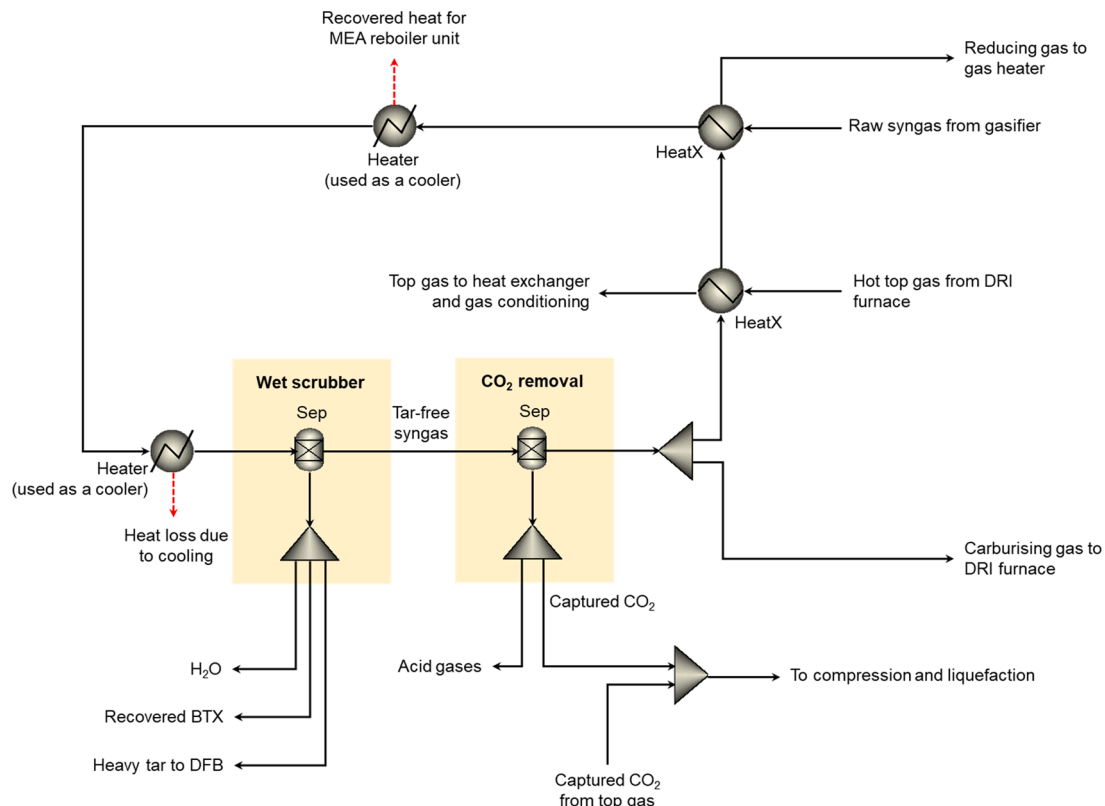 Recovered heat for
MEA reboiler unit
Reducing gas to
gas heater
Raw syngas from gasifier
HeatX
Heater
(used as a cooler)
Top gas to heat exchanger
and gas conditioning
Hot top gas from DRI
furnace
HeatX
Wet scrubber
CO₂ removal
Sep
Tar-free
syngas
Sep
Heater
(used as a cooler)
Heat loss due
to cooling
Carburising gas to
DRI furnace
Captured CO₂
H₂O
Acid gases
To compression and liquefaction
Recovered BTX
Heavy tar to DFB
Captured CO₂
from top gas